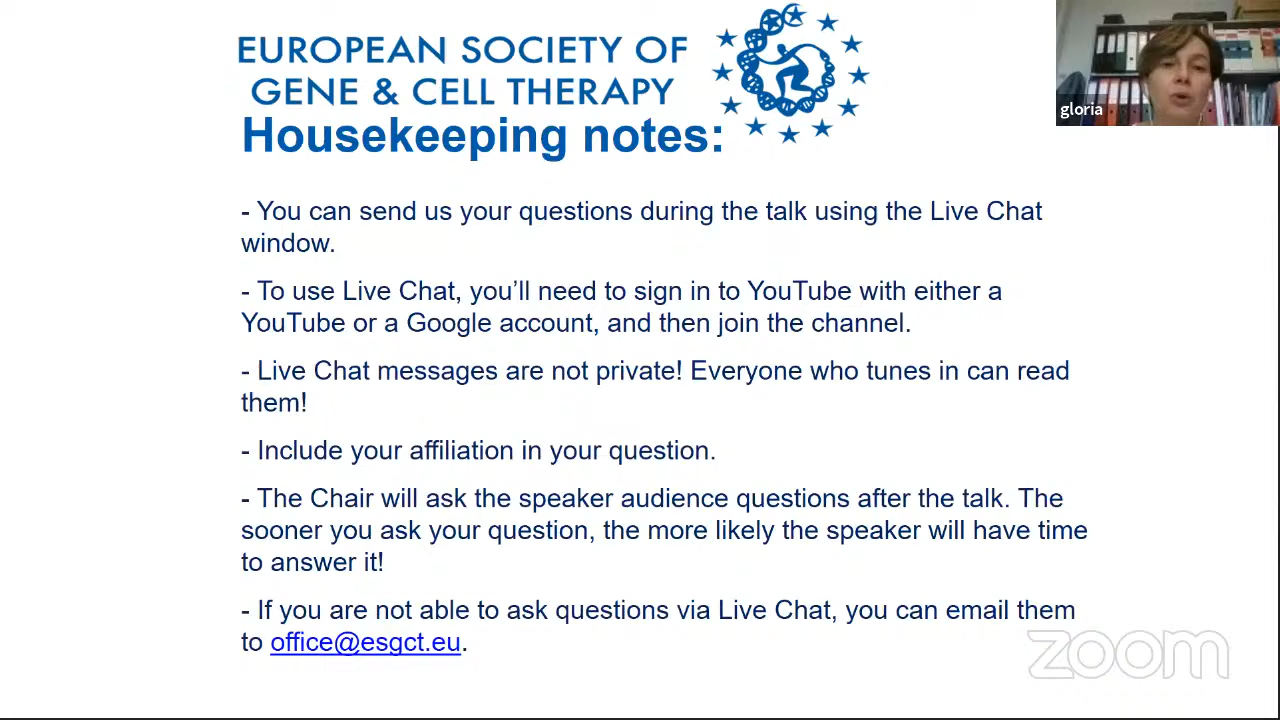 EUROPEAN SOCIETY OF
GENE & CELL THERAPY
Housekeeping notes:
gloria
- You can send us your questions during the talk using the Live Chat
window.
- To use Live Chat, you’ll need to sign in to YouTube with either a
YouTube or a Google account, and then join the channel.
- Live Chat messages are not private! Everyone who tunes in can read
them!
- Include your affiliation in your question.
- The Chair will ask the speaker audience questions after the talk. The
sooner you ask your question, the more likely the speaker will have time
to answer it!
- If you are not able to ask questions via Live Chat, you can email them
to office@esgct.eu.
zoom